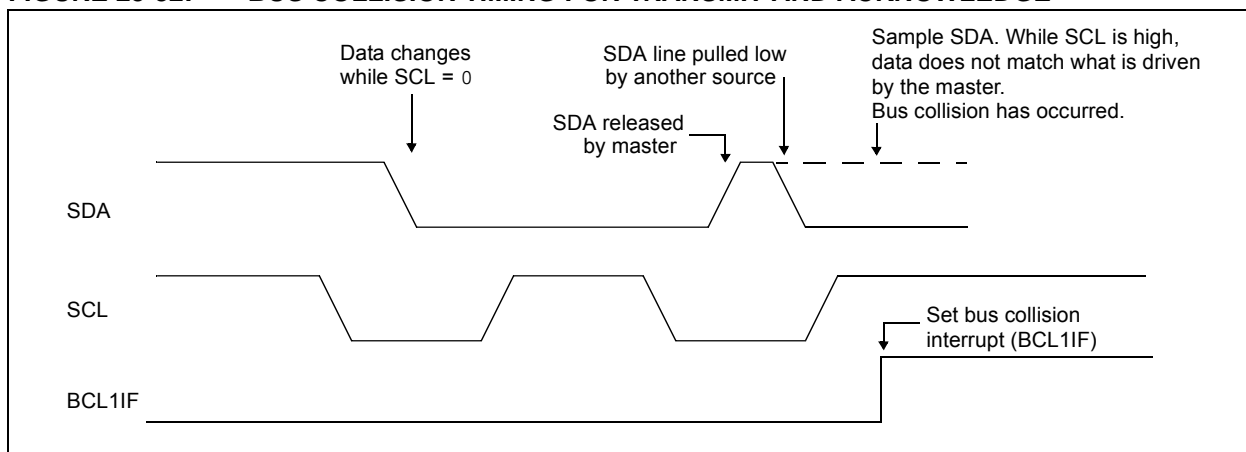 Data changes
while SCL = 0
SDA line pulled low
by another source
Sample SDA. While SCL is high,
data does not match what is driven
by the master.
Bus collision has occurred.
SDA released
by master
SDA
SCL
Set bus collision
interrupt (BCL1IF)
BCL1IF